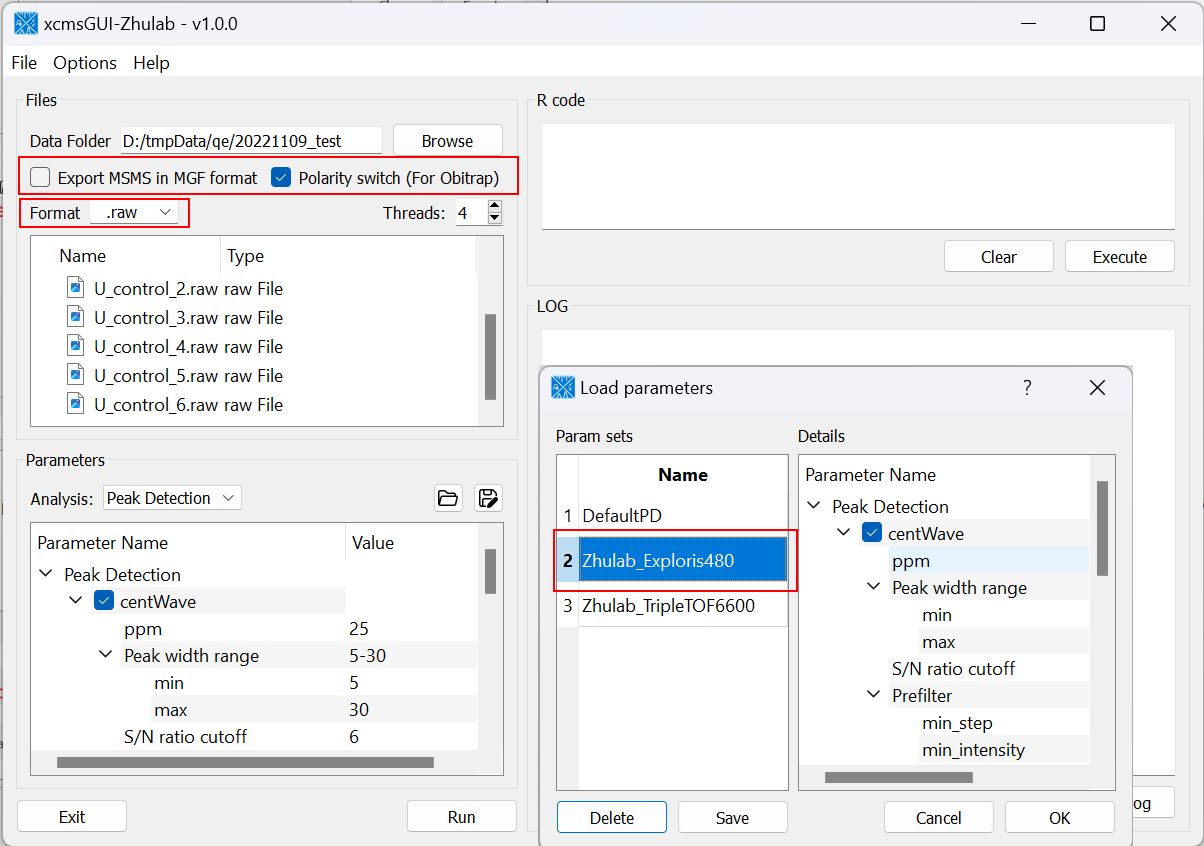 xcmsGUI-Zhulab - v1.0.0
File Options Help
Files
Data Folder D:/tmpData/qe/20221109_test Browse
Export MSMS in MGF format Polarity switch (For Obitrap)
Format .raw Threads: 4
Name Type
U_control_2.raw raw File
U_control_3.raw raw File
U_control_4.raw raw File
U_control_5.raw raw File
U_control_6.raw raw File
Parameters
Analysis: Peak Detection
Parameter Name Value
Peak Detection
centWave
ppm 25
Peak width range 5-30
min 5
max 30
S/N ratio cutoff 6
Exit Run
R code
Clear Execute
LOG
Load parameters ?
Param sets
Name
1 DefaultPD
2 Zhulab_Exploris480
3 Zhulab_TripleTOF6600
Details
Parameter Name
Peak Detection
centWave
ppm
Peak width range
min
max
S/N ratio cutoff
Prefilter
min_step
min_intensity
Delete Save Cancel OK
og